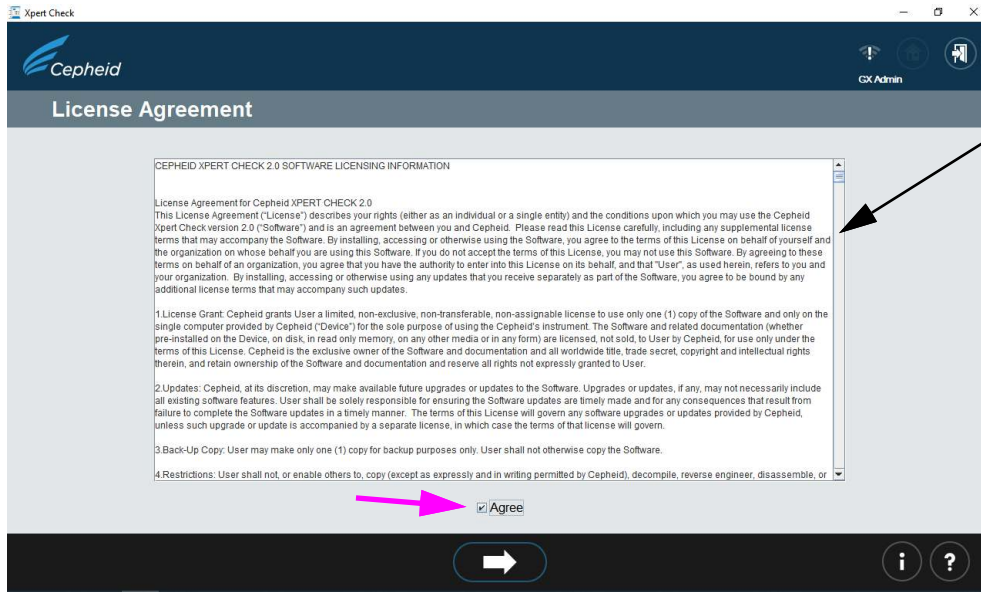 Xpert Check
Cepheid
GX Admin
License Agreement
CEPHEID XPERT CHECK 2.0 SOFTWARE LICENSING INFORMATION
License Agreement for Cepheid XPERT CHECK 2.0
This License Agreement ("License") describes your rights (either as an individual or a single entity) and the conditions upon which you may use the Cepheid
Xpert Check version 2.0 ("Software") and is an agreement between you and Cepheid. Please read this License carefully, including any supplemental license
terms that may accompany the Software. By installing, accessing or otherwise using the Software, you agree to the terms of this License on behalf of yourself and
the organization on whose behalf you are using this Software. If you do not accept the terms of this License, you may not use this Software. By agreeing to these
terms on behalf of an organization, you agree that you have the authority to enter into this License on its behalf, and that "User", as used herein, refers to you and
your organization. By installing, accessing or otherwise using any updates that you receive separately as part of the Software, you agree to be bound by any
additional license terms that may accompany such updates.
1.License Grant: Cepheid grants User a limited, non-exclusive, non-transferable, non-assignable license to use only one (1) copy of the Software and only on the
single computer provided by Cepheid ("Device") for the sole purpose of using the Cepheid's instrument. The Software and related documentation (whether
pre-installed on the Device, on disk, in read only memory, on any other media or in any form) are licensed, not sold, to User by Cepheid, for use only under the
terms of this License. Cepheid is the exclusive owner of the Software and documentation and all worldwide title, trade secret, copyright and intellectual rights
therein, and retain ownership of the Software and documentation and reserve all rights not expressly granted to User.
2.Updates: Cepheid, at its discretion, may make available future upgrades or updates to the Software. Upgrades or updates, if any, may not necessarily include
all existing software features. User shall be solely responsible for ensuring the Software updates are timely made and for any consequences that result from
failure to complete the Software updates in a timely manner. The terms of this License will govern any software upgrades or updates provided by Cepheid,
unless such upgrade or update is accompanied by a separate license, in which case the terms of that license will govern.
3.Back-Up Copy: User may make only one (1) copy for backup purposes only. User shall not otherwise copy the Software.
4.Restrictions: User shall not, or enable others to, copy (except as expressly and in writing permitted by Cepheid), decompile, reverse engineer, disassemble, or
Agree
i ?